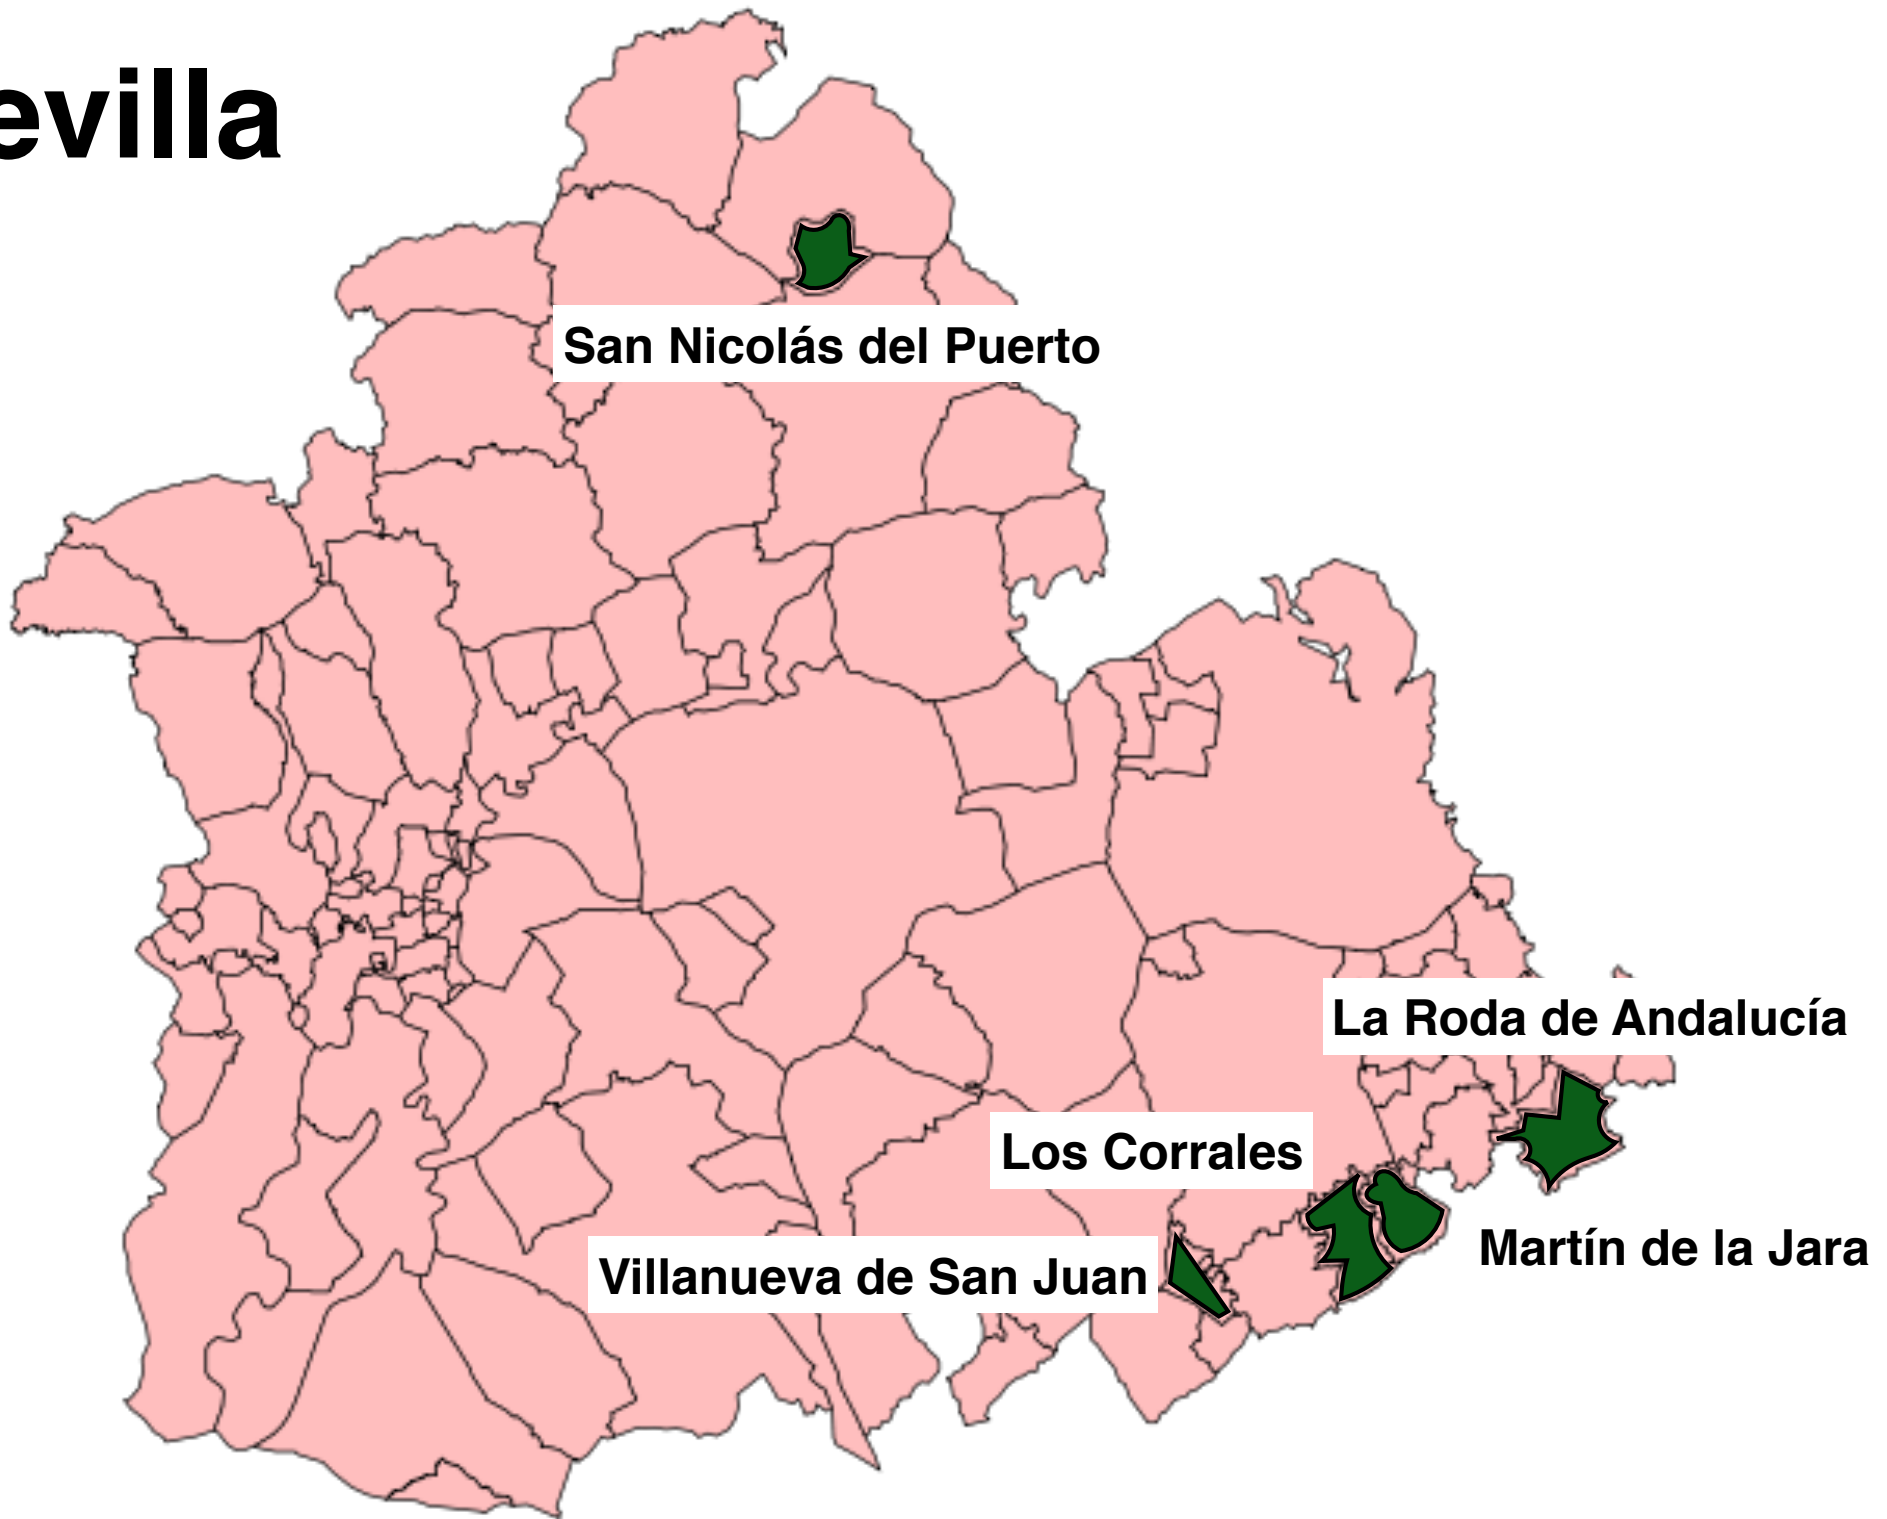 evilla
San Nicolás del Puerto
La Roda de Andalucía
Los Corrales
Martín de la Jara
Villanueva de San Juan